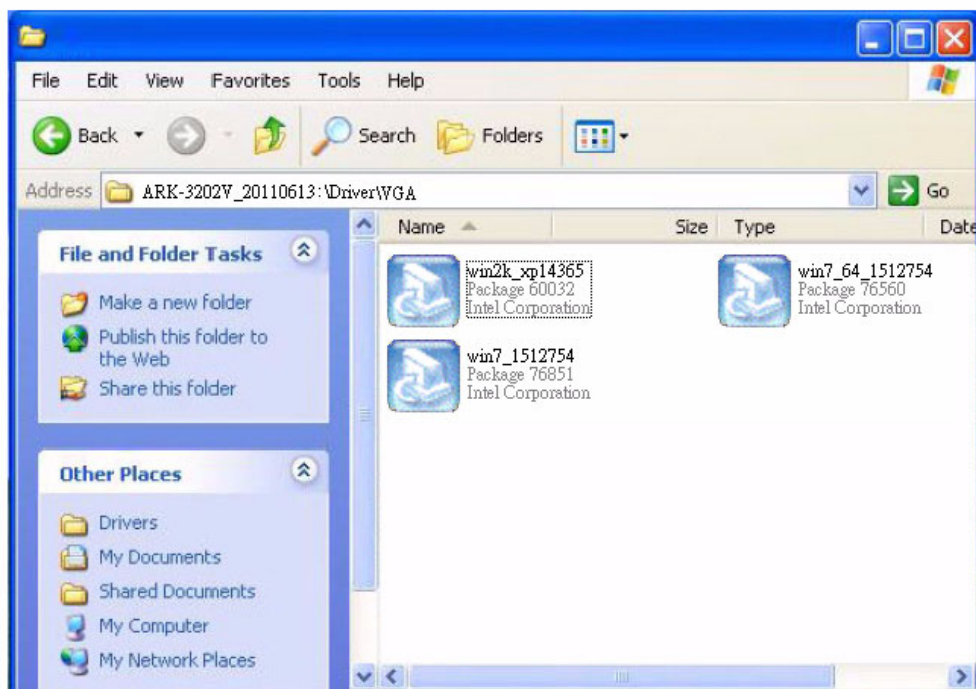 File Edit View Favorites Tools Help
Back Search Folders
Address ARK-3202V_20110613:\Driver\VGA Go
File and Folder Tasks
Make a new folder
Publish this folder to
the Web
Share this folder
Other Places
Drivers
My Documents
Shared Documents
My Computer
My Network Places
Name Size Type Date
win2k_xp14365
Package 60032
Intel Corporation
win7_64_1512754
Package 76560
Intel Corporation
win7_1512754
Package 76851
Intel Corporation